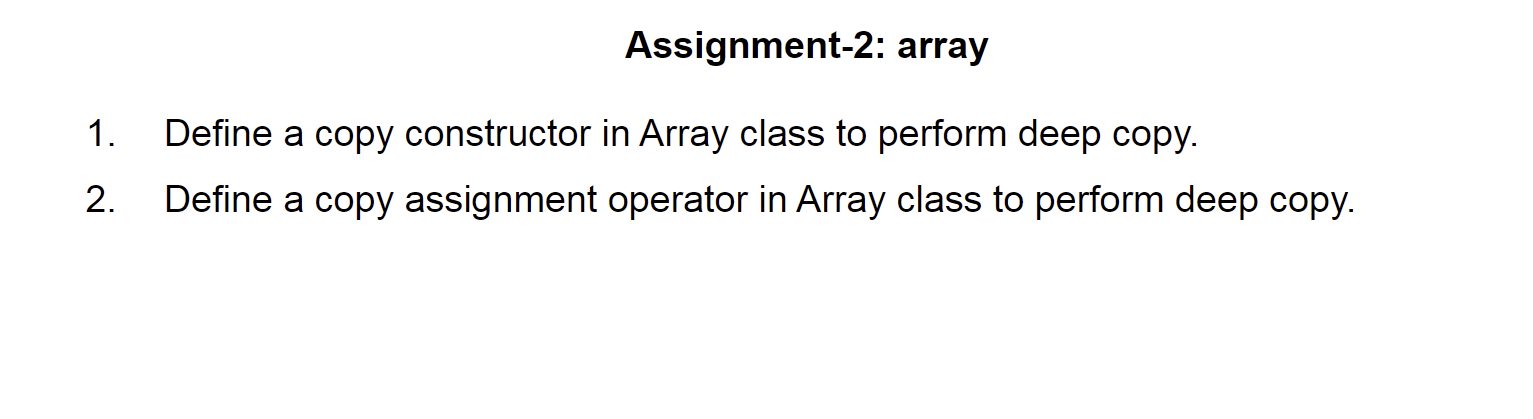 Assignment-2: array
1. Define a copy constructor in Array class to perform deep copy.
2. Define a copy assignment operator in Array class to perform deep copy.